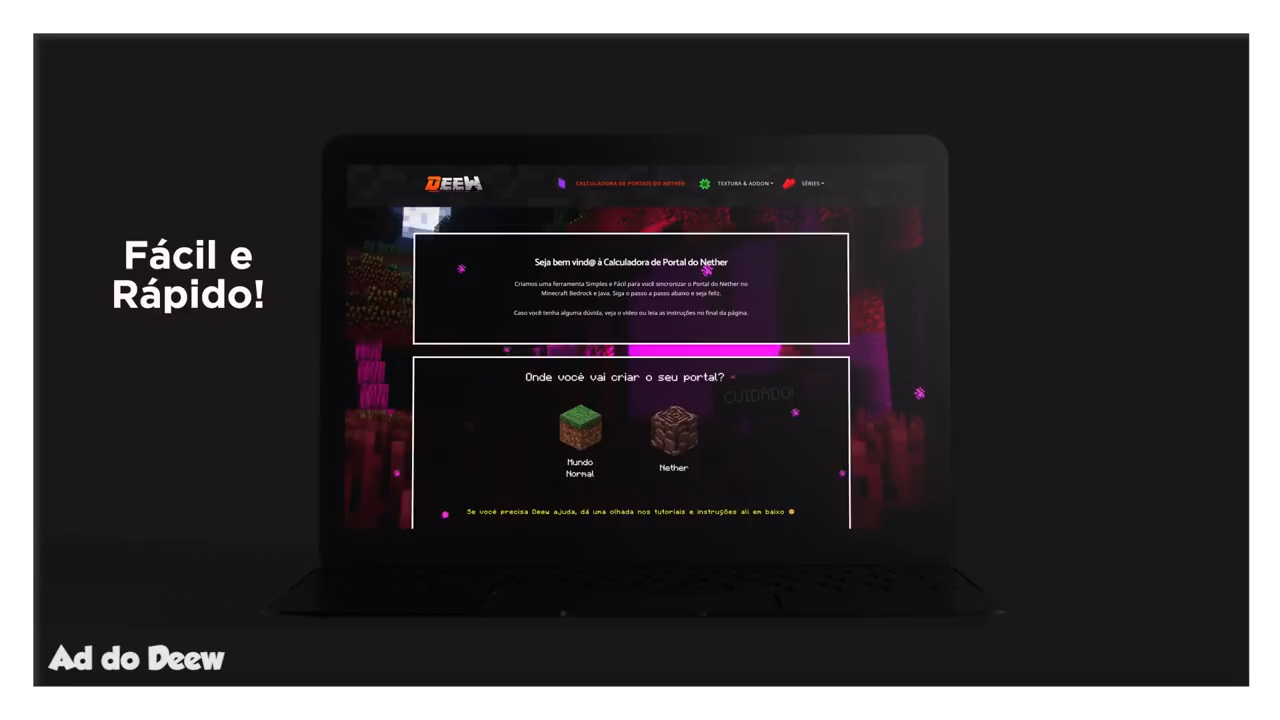 DEEW
CALCULADORA DE PORTAIS DO NETHER
TEXTURA & ADDON
SÉRIES
Fácil e
Rápido!
Seja bem vind@ à Calculadora de Portal do Nether
Criamos uma ferramenta Simples e Fácil para você sincronizar o Portal do Nether no
Minecraft Bedrock e Java. Siga o passo a passo abaixo e seja feliz.
Caso você tenha alguma dúvida, veja o vídeo ou leia as instruções no final da página.
Onde você vai criar o seu portal? *
CUIDADO!
Mundo
Normal
Nether
Se você precisa Deew ajuda, dá uma olhada nos tutoriais e instruções ali em baixo
Ad do Deew